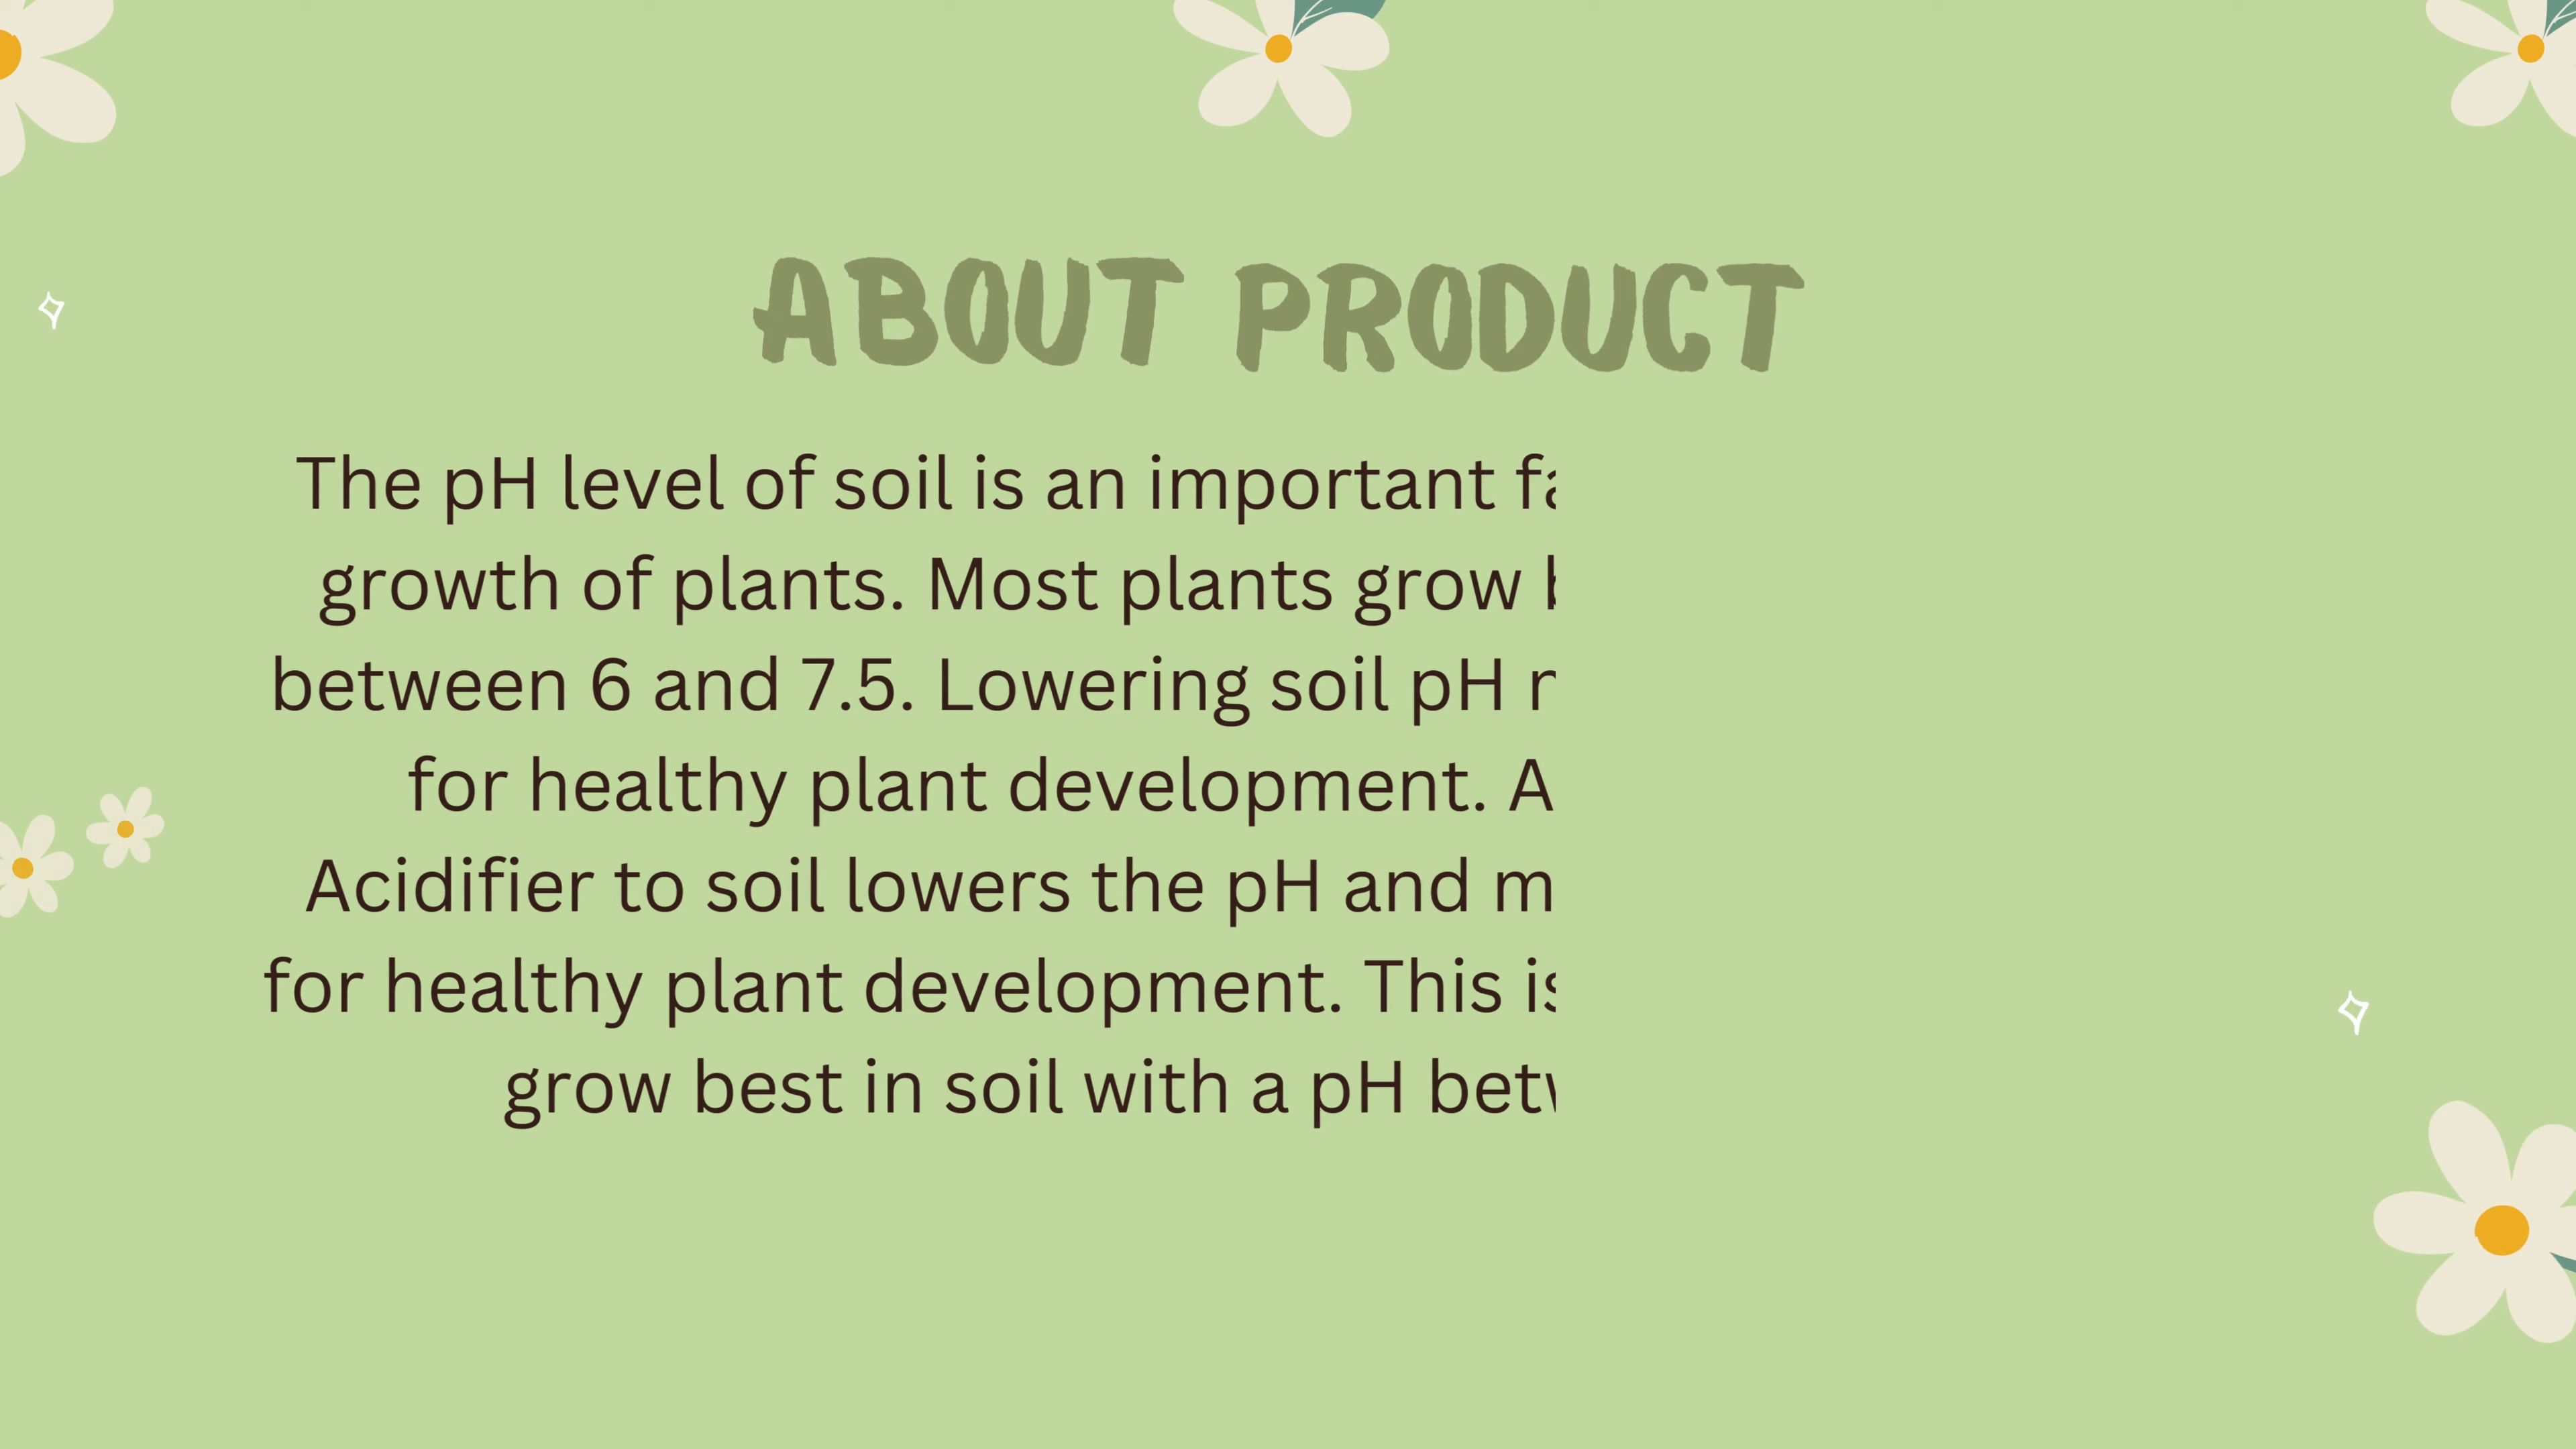 ABOUT PRODUCT
The pH level of soil is an important
growth of plants. Most plants grow
between 6 and 7.5. Lowering soil pH
for healthy plant development.
Acidifier to soil lowers the pH and
for healthy plant development. This
grow best in soil with a pH